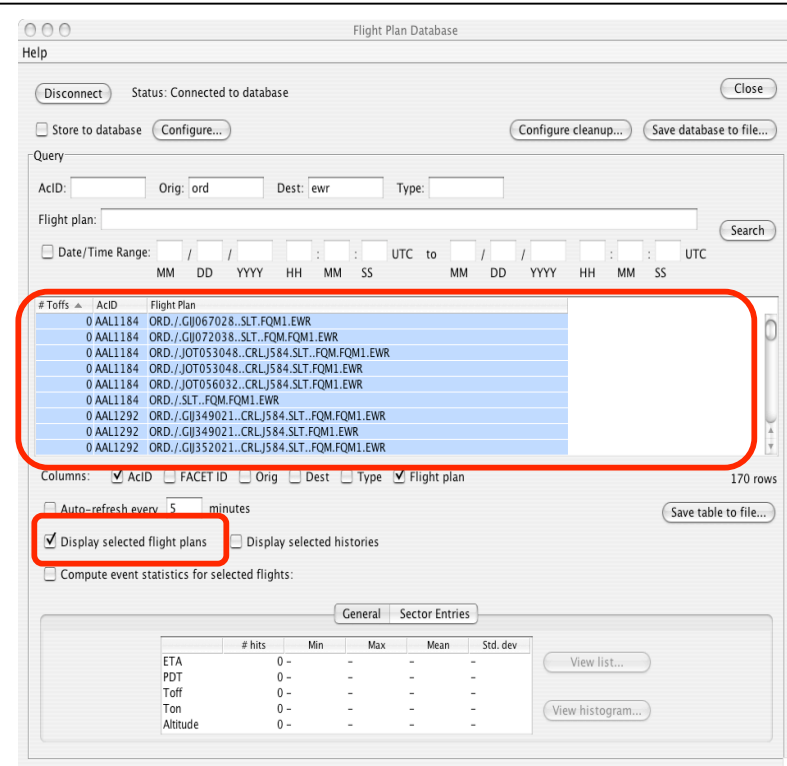 Flight Plan Database
Help
Disconnect Status: Connected to database Close
Store to database Configure... Configure cleanup... Save database to file...
Query
AcID: Orig: ord Dest: ewr Type:
Flight plan:
Search
Date/Time Range: / / : : UTC to / / : : UTC
MM DD YYYY HH MM SS MM DD YYYY HH MM SS
# Toffs AcID Flight Plan
0 AAL1184 ORD./.GIJ067028..SLT.FQM1.EWR
0 AAL1184 ORD./.GIJ072038..SLT..FQM.FQM1.EWR
0 AAL1184 ORD./.JOT053048..CRL.J584.SLT..FQM.FQM1.EWR
0 AAL1184 ORD./.JOT053048..CRL.J584.SLT.FQM1.EWR
0 AAL1184 ORD./.JOT056032..CRL.J584.SLT.FQM1.EWR
0 AAL1184 ORD./.SLT..FQM.FQM1.EWR
0 AAL1292 ORD./.GIJ349021..CRL.J584.SLT..FQM.FQM1.EWR
0 AAL1292 ORD./.GIJ349021..CRL.J584.SLT.FQM1.EWR
0 AAL1292 ORD./.GIJ352021..CRL.J584.SLT..FQM.FQM1.EWR
Columns: AcID FACET ID Orig Dest Type Flight plan 170 rows
Auto-refresh every 5 minutes Save table to file...
Display selected flight plans Display selected histories
Compute event statistics for selected flights:
General Sector Entries
# hits Min Max Mean Std. dev
ETA 0 - - - -
PDT 0 - - - -
Toff 0 - - - -
Ton 0 - - - -
Altitude 0 - - - -
View list...
View histogram...